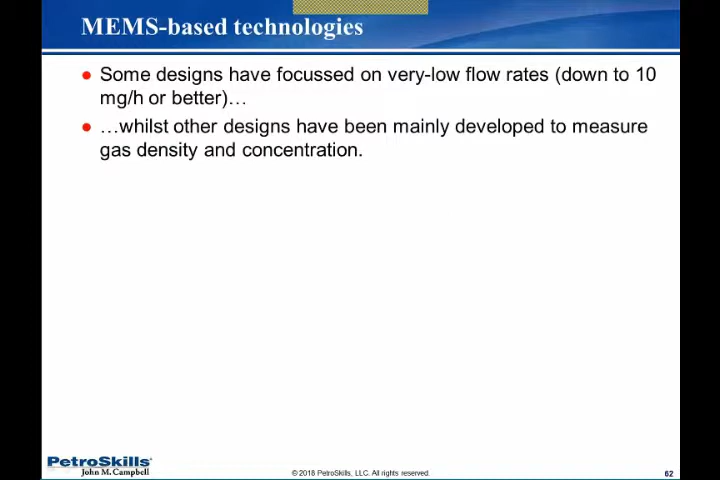 MEMS-based technologies
● Some designs have focussed on very-low flow rates (down to 10
mg/h or better)…
● …whilst other designs have been mainly developed to measure
gas density and concentration.
PetroSkills
John M. Campbell
© 2018 PetroSkills, LLC. All rights reserved.
62